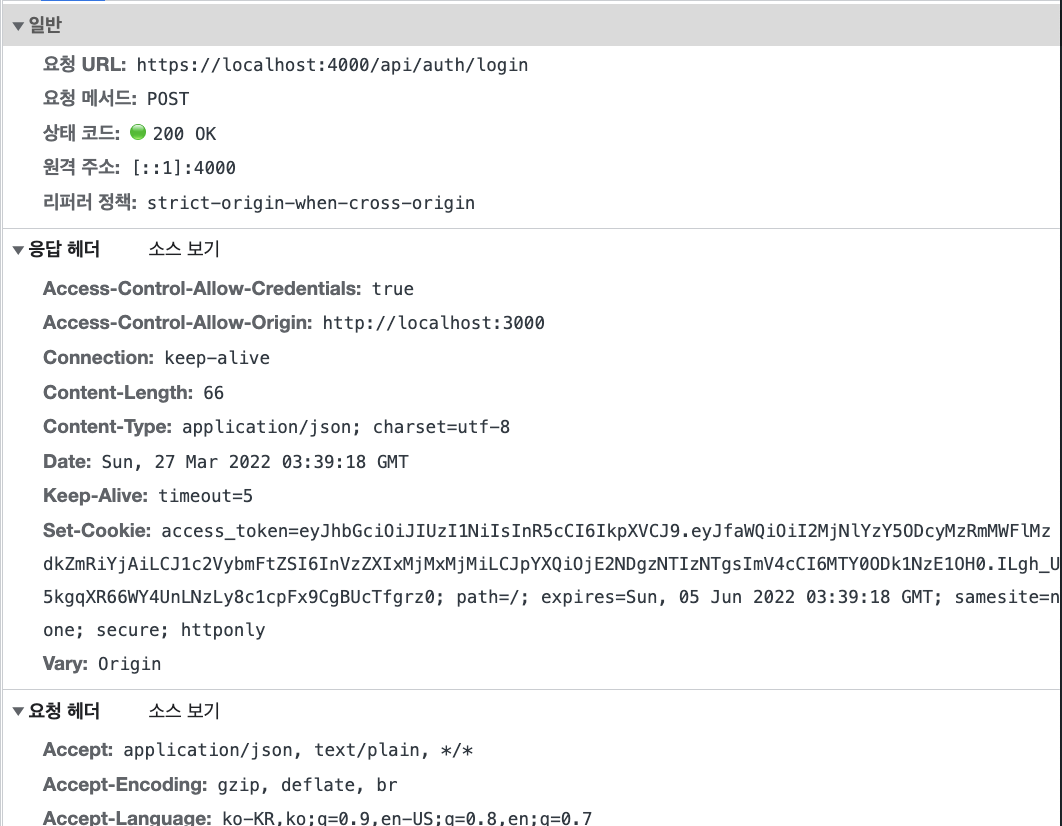 일반
요청 URL: https://localhost:4000/api/auth/login
요청 메서드: POST
상태 코드: 200 OK
원격 주소: [::1]:4000
리퍼러 정책: strict-origin-when-cross-origin
응답 헤더 소스 보기
Access-Control-Allow-Credentials: true
Access-Control-Allow-Origin: http://localhost:3000
Connection: keep-alive
Content-Length: 66
Content-Type: application/json; charset=utf-8
Date: Sun, 27 Mar 2022 03:39:18 GMT
Keep-Alive: timeout=5
Set-Cookie: access_token=eyJhbGciOiJIUzI1NiIsInR5cCI6IkpXVCJ9.eyJfaWQiOiI2MjNlYzY5ODcyMzRmMWFlMz
dkZmRiYjAiLCJ1c2VybmFtZSI6InVzZXIxMjMxMjMiLCJpYXQiOjE2NDgzNTIzNTgsImV4cCI6MTY0ODk1NzE1OH0.ILgh_U
5kgqXR66WY4UnLNzLy8c1cpFx9CgBUcTfgrz0; path=/; expires=Sun, 05 Jun 2022 03:39:18 GMT; samesite=n
one; secure; httponly
Vary: Origin
요청 헤더 소스 보기
Accept: application/json, text/plain, */*
Accept-Encoding: gzip, deflate, br
Accept-Language: ko-KR,ko;q=0.9,en-US;q=0.8,en;q=0.7